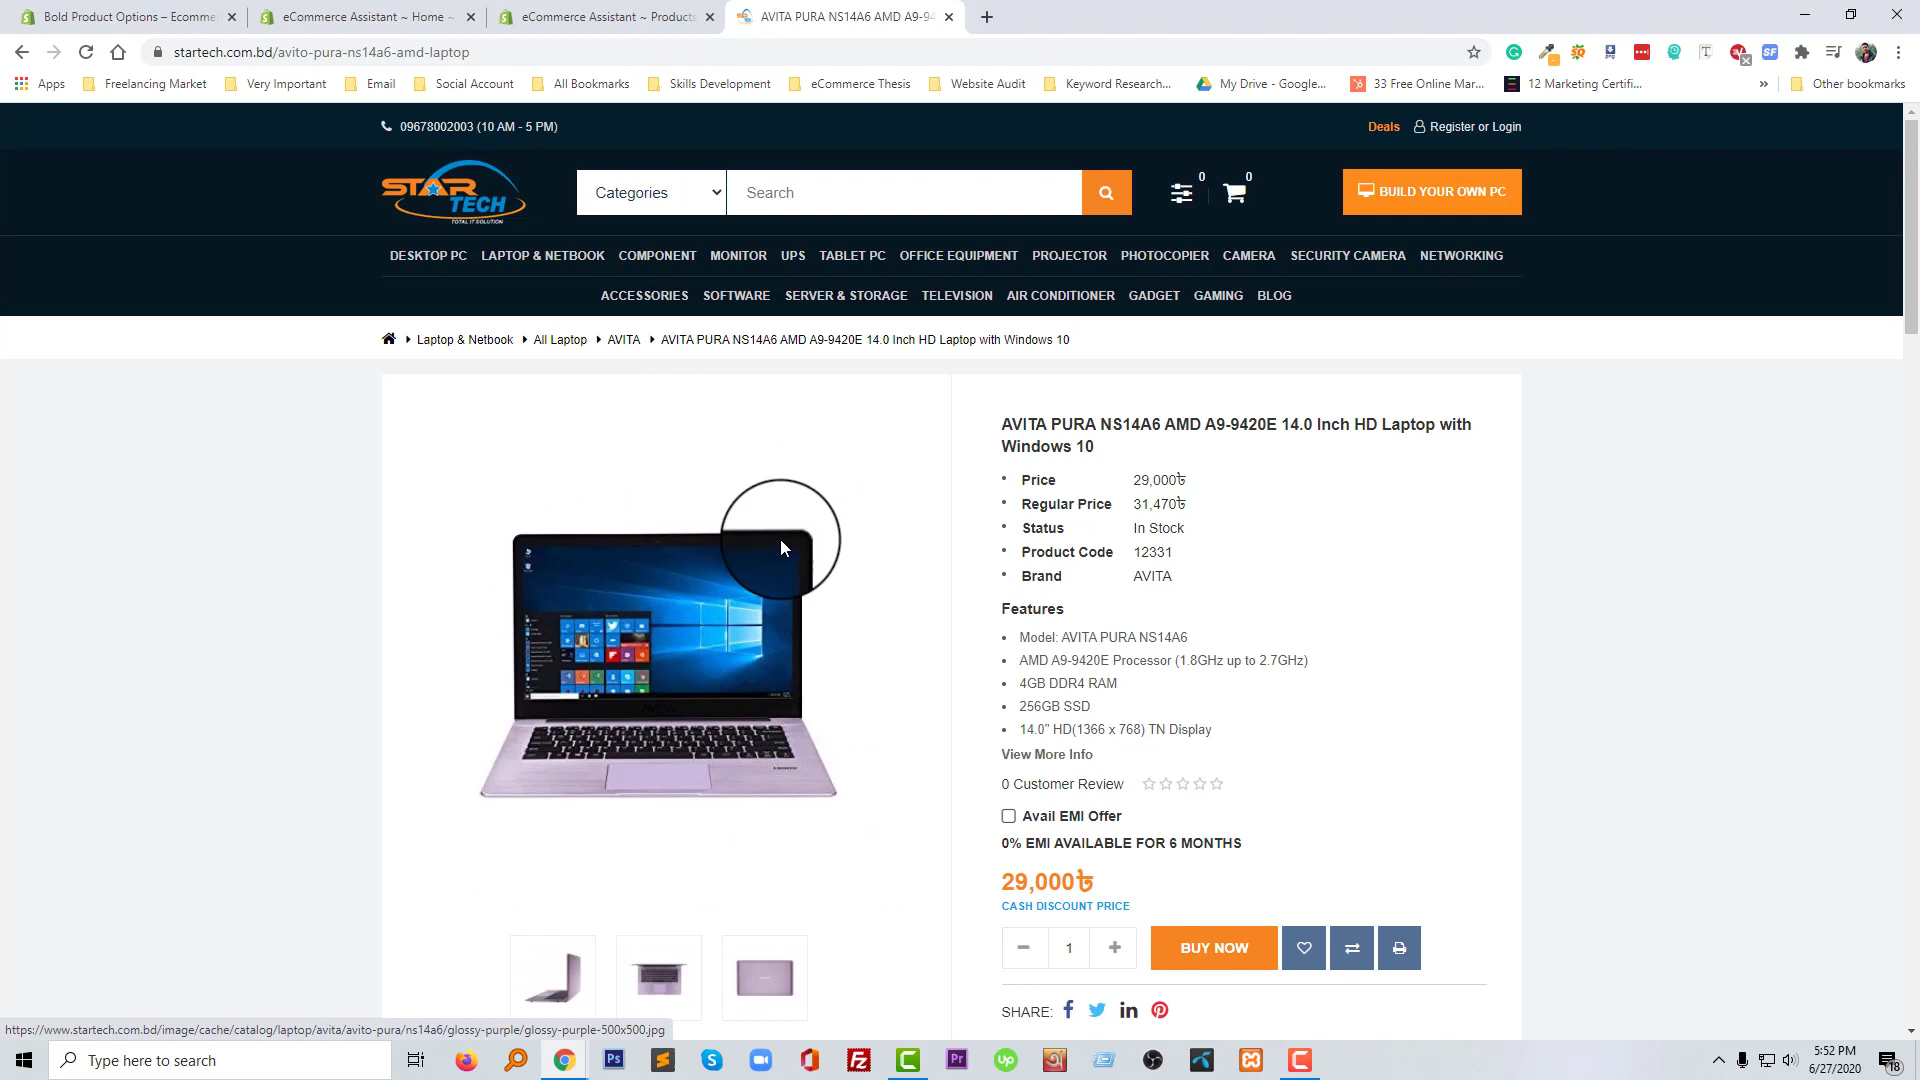 Bold Product Options – Ecomme
eCommerce Assistant ~ Home ~
eCommerce Assistant ~ Products
AVITA PURA NS14A6 AMD A9-94
startech.com.bd/avito-pura-ns14a6-amd-laptop
Apps
Freelancing Market
Very Important
Email
Social Account
All Bookmarks
Skills Development
eCommerce Thesis
Website Audit
Keyword Research...
My Drive - Google...
33 Free Online Mar...
12 Marketing Certifi...
»
Other bookmarks
09678002003 (10 AM - 5 PM)
Deals
Register or Login
STAR TECH
TOTAL IT SOLUTION
Categories
Search
0
0
BUILD YOUR OWN PC
DESKTOP PC LAPTOP & NETBOOK COMPONENT MONITOR UPS TABLET PC OFFICE EQUIPMENT PROJECTOR PHOTOCOPIER CAMERA SECURITY CAMERA NETWORKING
ACCESSORIES SOFTWARE SERVER & STORAGE TELEVISION AIR CONDITIONER GADGET GAMING BLOG
Laptop & Netbook All Laptop AVITA AVITA PURA NS14A6 AMD A9-9420E 14.0 Inch HD Laptop with Windows 10
AVITA PURA NS14A6 AMD A9-9420E 14.0 Inch HD Laptop with
Windows 10
• Price 29,000৳
• Regular Price 31,470৳
• Status In Stock
• Product Code 12331
• Brand AVITA
Features
• Model: AVITA PURA NS14A6
• AMD A9-9420E Processor (1.8GHz up to 2.7GHz)
• 4GB DDR4 RAM
• 256GB SSD
• 14.0” HD(1366 x 768) TN Display
View More Info
0 Customer Review
Avail EMI Offer
0% EMI AVAILABLE FOR 6 MONTHS
29,000৳
CASH DISCOUNT PRICE
1
BUY NOW
SHARE:
https://www.startech.com.bd/image/cache/catalog/laptop/avita/avito-pura/ns14a6/glossy-purple/glossy-purple-500x500.jpg
Type here to search
Ps
Pr
Up
5:52 PM
6/27/2020
18